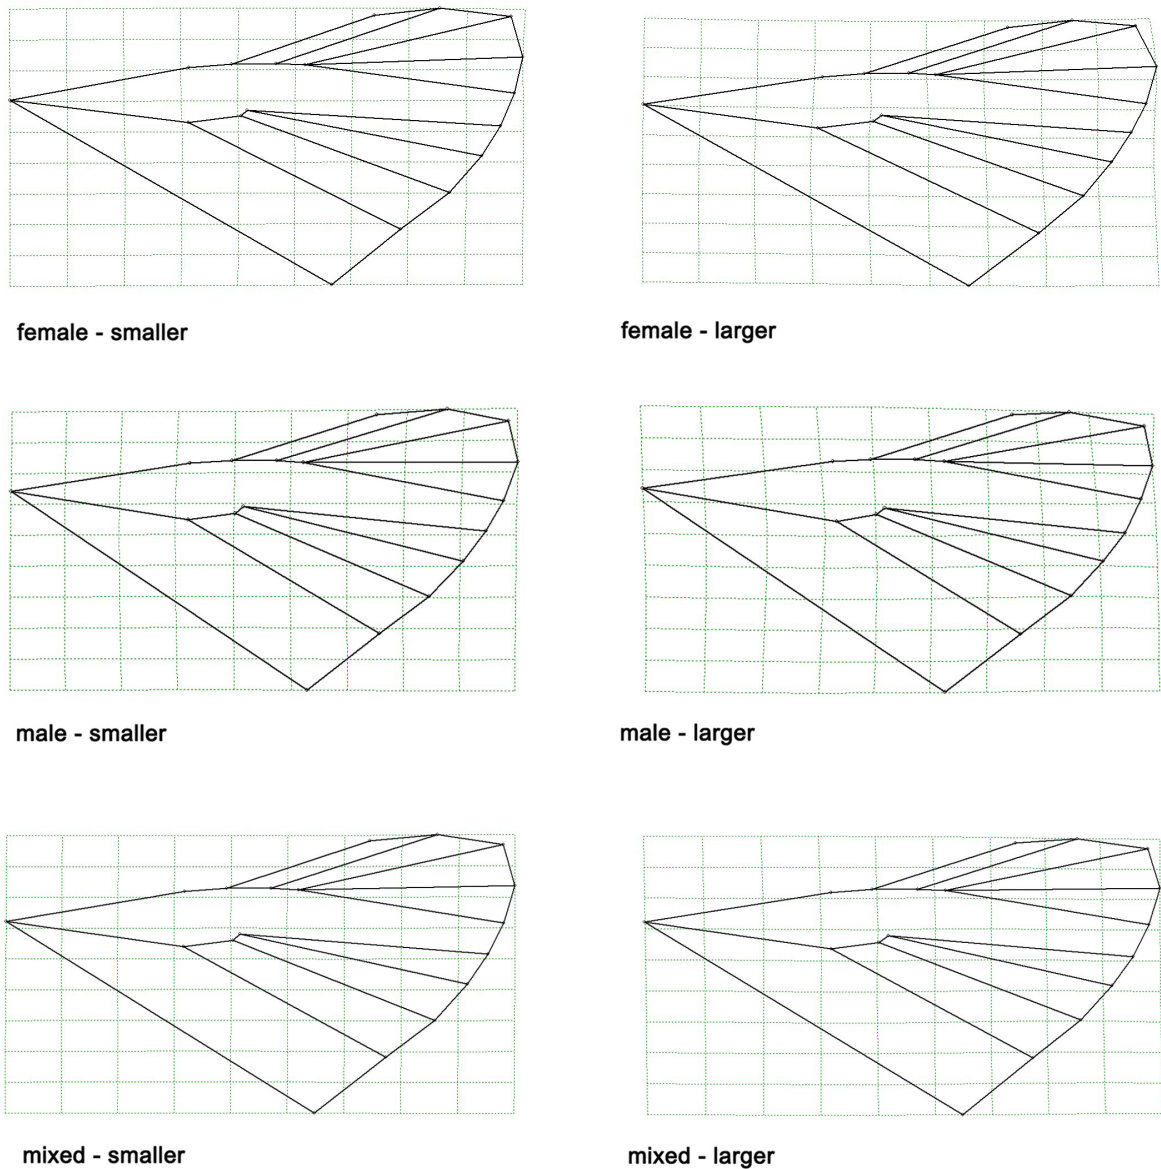 female - smaller
female - larger
male - smaller
male - larger
mixed - smaller
mixed - larger